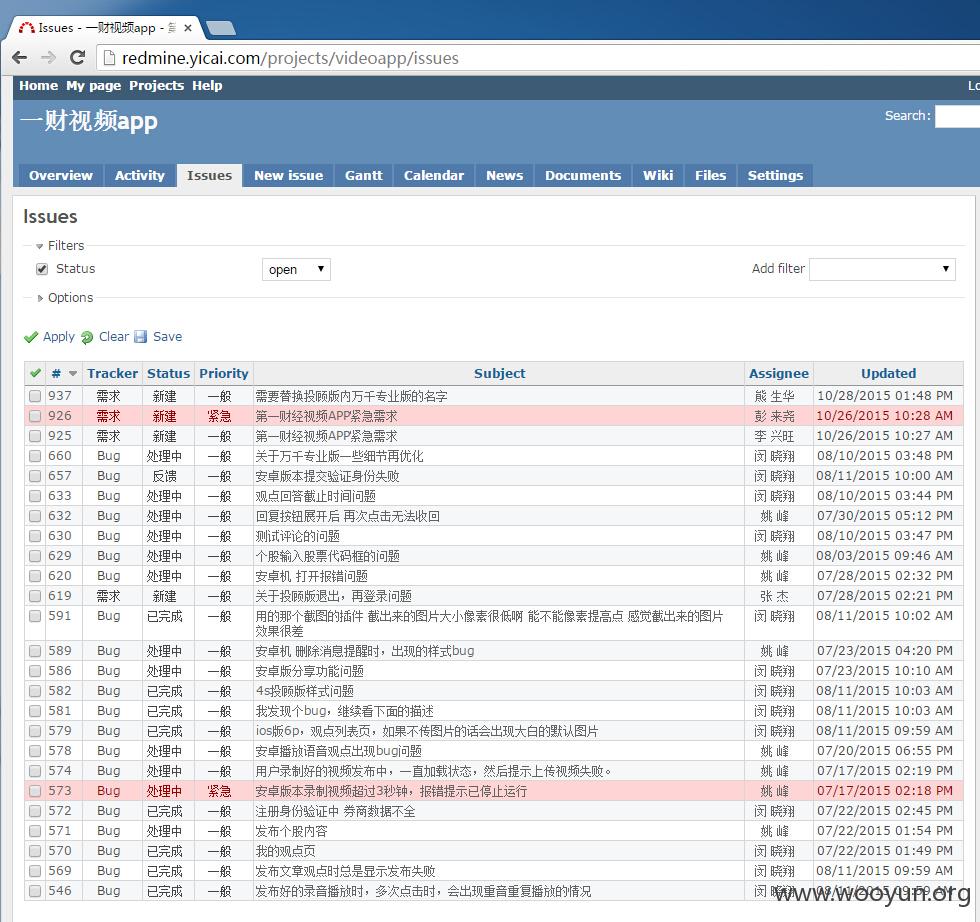 Issues - 一财视频app - 
redmine.yicai.com/projects/videoapp/issues
Home My page Projects Help
一财视频app
Search:
Overview Activity Issues New issue Gantt Calendar News Documents Wiki Files Settings
Issues
Filters
Status open Add filter
Options
Apply Clear Save
# Tracker Status Priority Subject Assignee Updated
937 需求 新建 一般 需要替换投顾版内万千专业版的名字 熊 生华 10/28/2015 01:48 PM
926 需求 新建 紧急 第一财经视频APP紧急需求 彭 来尧 10/26/2015 10:28 AM
925 需求 新建 一般 第一财经视频APP紧急需求 李 兴旺 10/26/2015 10:27 AM
660 Bug 处理中 一般 关于万千专业版一些细节再优化 闵 晓翔 08/10/2015 03:48 PM
657 Bug 反馈 一般 安卓版本提交验证身份失败 闵 晓翔 08/11/2015 10:00 AM
633 Bug 处理中 一般 观点回答截止时间问题 闵 晓翔 08/10/2015 03:44 PM
632 Bug 处理中 一般 回复按钮展开后 再次点击无法收回 姚 峰 07/30/2015 05:12 PM
630 Bug 处理中 一般 测试评论的问题 闵 晓翔 08/10/2015 03:47 PM
629 Bug 处理中 一般 个股输入股票代码框的问题 姚 峰 08/03/2015 09:46 AM
620 Bug 处理中 一般 安卓机 打开报错问题 姚 峰 07/28/2015 02:32 PM
619 需求 新建 一般 关于投顾版退出，再登录问题 张 杰 07/28/2015 02:21 PM
591 Bug 已完成 一般 用的那个截图的插件 截出来的图片大小像素很低啊 能不能像素提高点 感觉截出来的图片 闵 晓翔 08/11/2015 10:02 AM
效果很差
589 Bug 处理中 一般 安卓机 删除消息提醒时，出现的样式bug 姚 峰 07/23/2015 04:20 PM
586 Bug 处理中 一般 安卓版分享功能问题 闵 晓翔 07/23/2015 10:10 AM
582 Bug 已完成 一般 4s投顾版样式问题 闵 晓翔 08/11/2015 10:03 AM
581 Bug 已完成 一般 我发现个bug，继续看下面的描述 闵 晓翔 08/11/2015 10:03 AM
579 Bug 已完成 一般 ios版6p，观点列表页，如果不传图片的话会出现大白的默认图片 闵 晓翔 08/11/2015 09:59 AM
578 Bug 处理中 一般 安卓播放语音观点出现bug问题 姚 峰 07/20/2015 06:55 PM
574 Bug 处理中 一般 用户录制好的视频发布中，一直加载状态，然后提示上传视频失败。 姚 峰 07/17/2015 02:19 PM
573 Bug 处理中 紧急 安卓版本录制视频超过3秒钟，报错提示已停止运行 姚 峰 07/17/2015 02:18 PM
572 Bug 已完成 一般 注册身份验证中 券商数据不全 闵 晓翔 07/22/2015 02:45 PM
571 Bug 处理中 一般 发布个股内容 姚 峰 07/22/2015 01:54 PM
570 Bug 已完成 一般 我的观点页 闵 晓翔 07/22/2015 01:49 PM
569 Bug 已完成 一般 发布文章观点时总是显示发布失败 闵 晓翔 08/11/2015 09:59 AM
546 Bug 已完成 一般 发布好的录音播放时，多次点击时，会出现重音重复播放的情况 闵 晓翔 08/11/2015 09:59 AM
www.wooyun.org